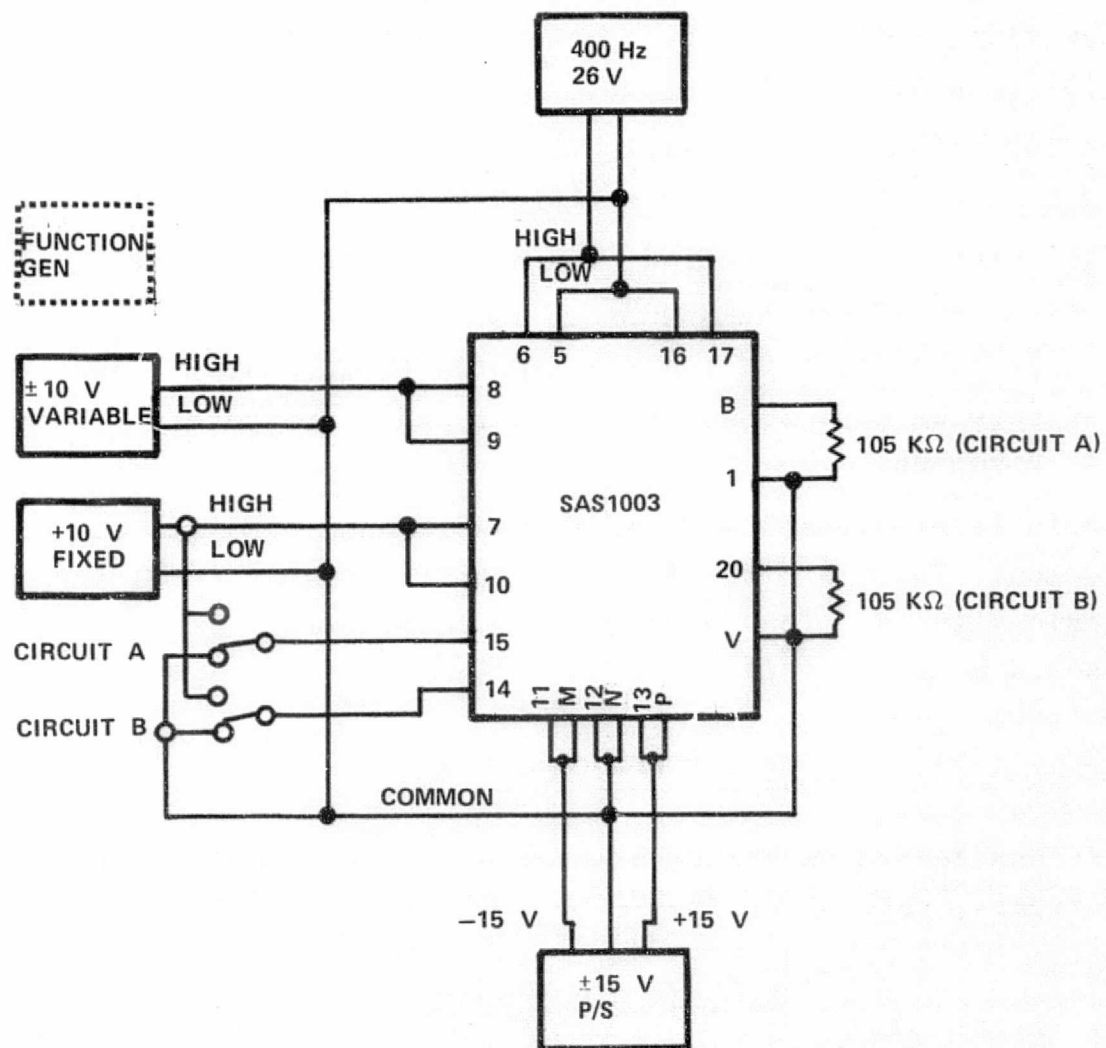 400 Hz
26 V
FUNCTION
GEN
HIGH
LOW
6 5 16 17
± 10 V
VARIABLE
HIGH
LOW
8
9
B
1
105 KΩ (CIRCUIT A)
SAS1003
+10 V
FIXED
HIGH
LOW
7
10
20
V
105 KΩ (CIRCUIT B)
CIRCUIT A
15
CIRCUIT B
14
11 M 12 N 13 P
COMMON
−15 V
+15 V
±15 V
P/S